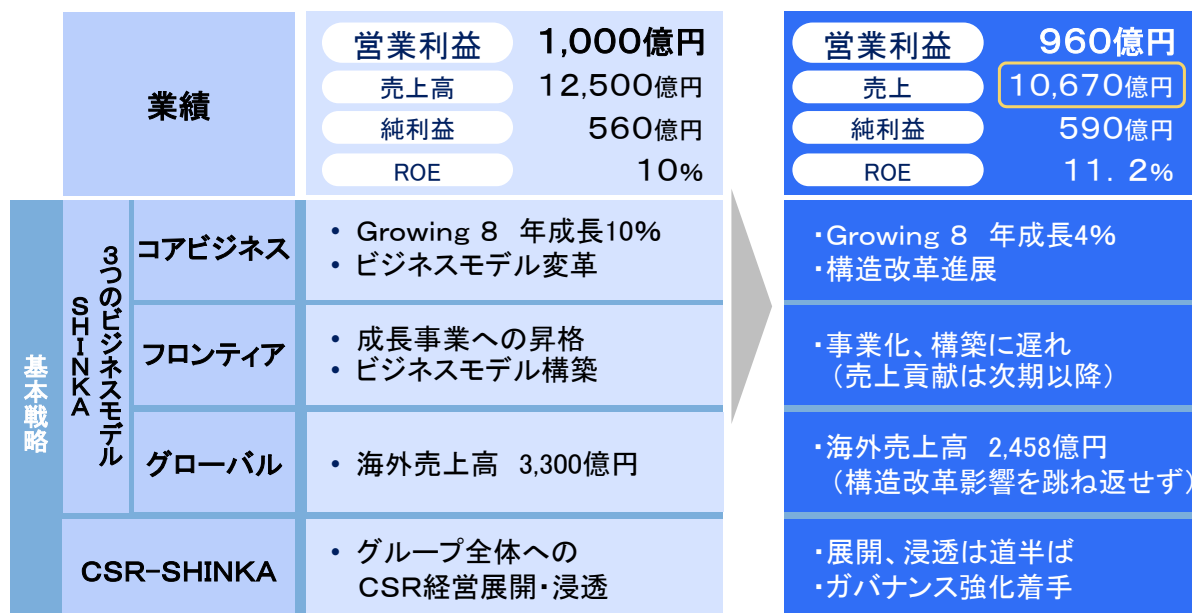 業績
営業利益 1,000億円
売上高 12,500億円
純利益 560億円
ROE 10%
営業利益 960億円
売上 10,670億円
純利益 590億円
ROE 11.2%
基本戦略
3つのビジネスモデル
SHINKA
コアビジネス
• Growing 8 年成長10%
• ビジネスモデル変革
・Growing 8 年成長4%
・構造改革進展
フロンティア
• 成長事業への昇格
• ビジネスモデル構築
・事業化、構築に遅れ
（売上貢献は次期以降）
グローバル
• 海外売上高 3,300億円
・海外売上高 2,458億円
（構造改革影響を跳ね返せず）
CSR-SHINKA
• グループ全体への
CSR経営展開・浸透
・展開、浸透は道半ば
・ガバナンス強化着手